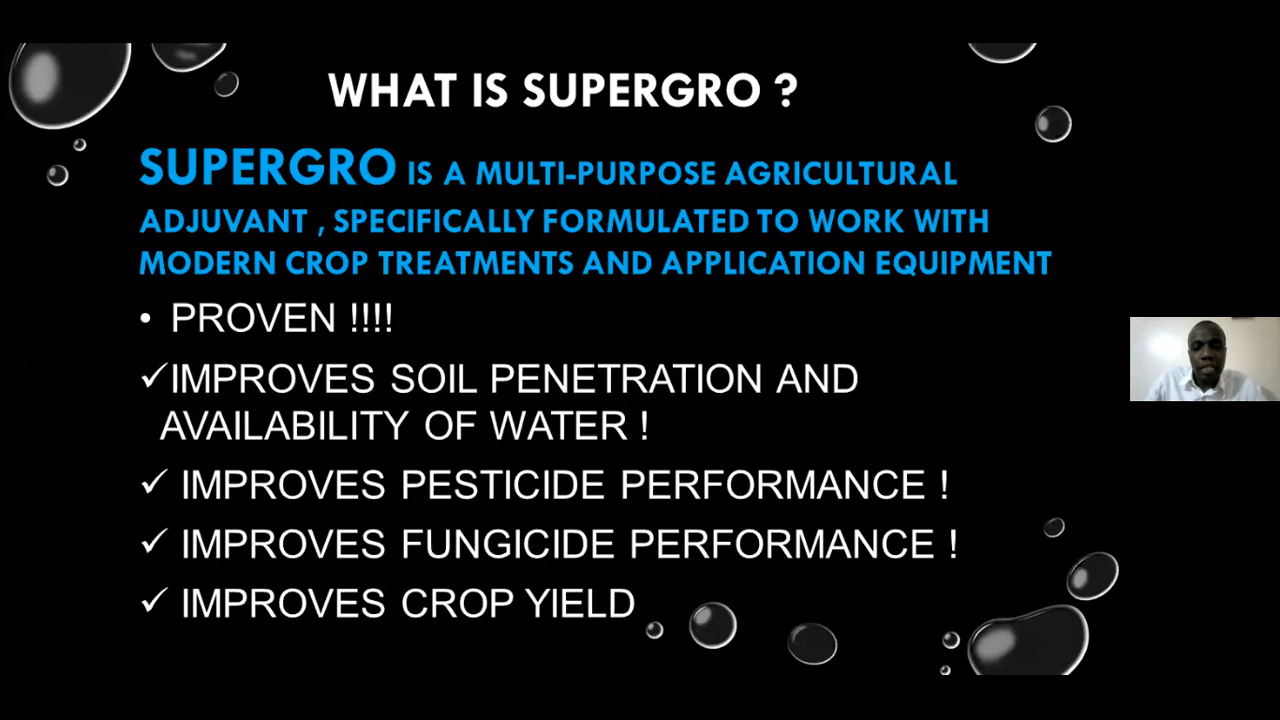 WHAT IS SUPERGRO ?
SUPERGRO IS A MULTI-PURPOSE AGRICULTURAL
ADJUVANT , SPECIFICALLY FORMULATED TO WORK WITH
MODERN CROP TREATMENTS AND APPLICATION EQUIPMENT
• PROVEN !!!!
✓IMPROVES SOIL PENETRATION AND
AVAILABILITY OF WATER !
✓ IMPROVES PESTICIDE PERFORMANCE !
✓ IMPROVES FUNGICIDE PERFORMANCE !
✓ IMPROVES CROP YIELD